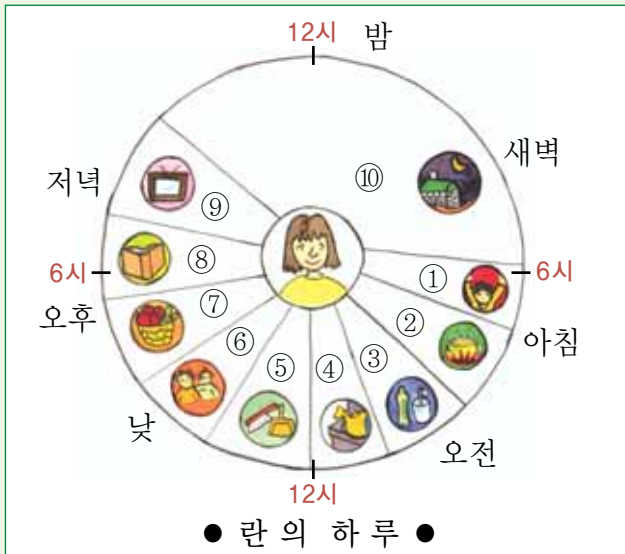 12시 밤
새벽
저녁
⑩
⑨
6시 ⑧ ① 6시
오후 ⑦ ② 아침
⑥ ⑤ ④ ③
낮 오전
12시
● 란의 하루 ●